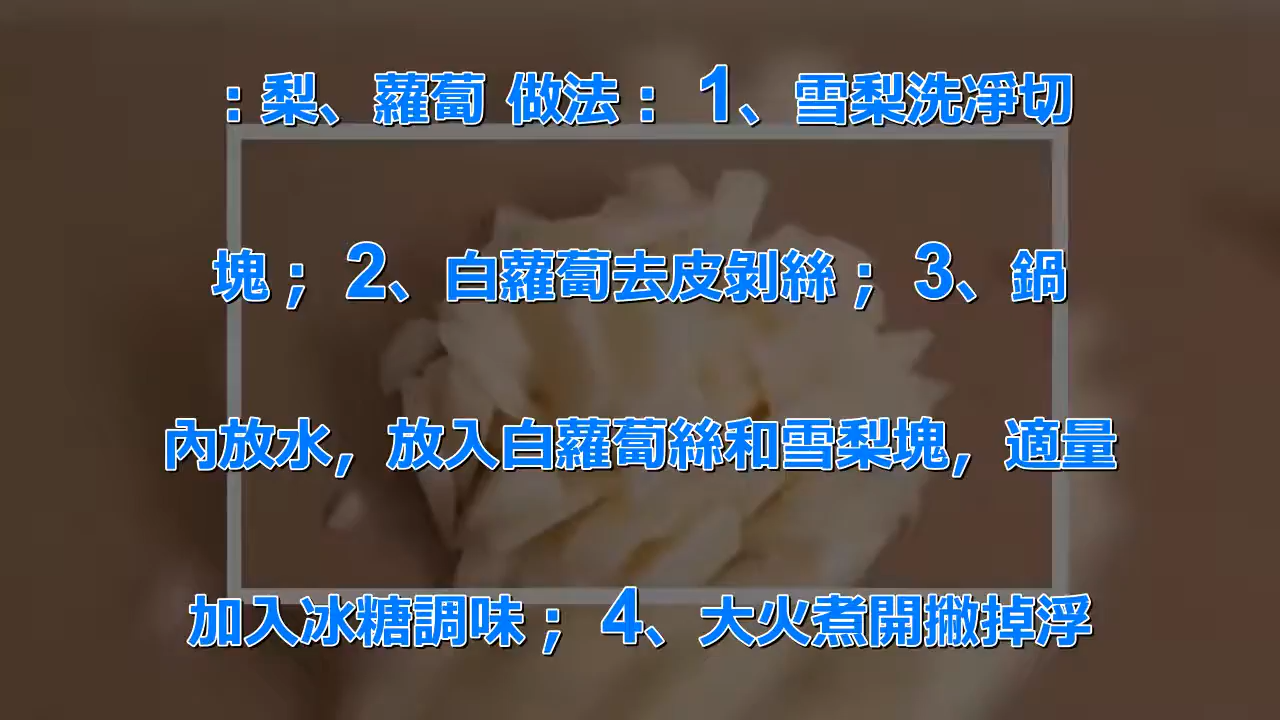 ：梨、蘿蔔 做法： 1、雪梨洗凈切
塊； 2、白蘿蔔去皮剝絲； 3、鍋
內放水，放入白蘿蔔絲和雪梨塊，適量
加入冰糖調味； 4、大火煮開撇掉浮